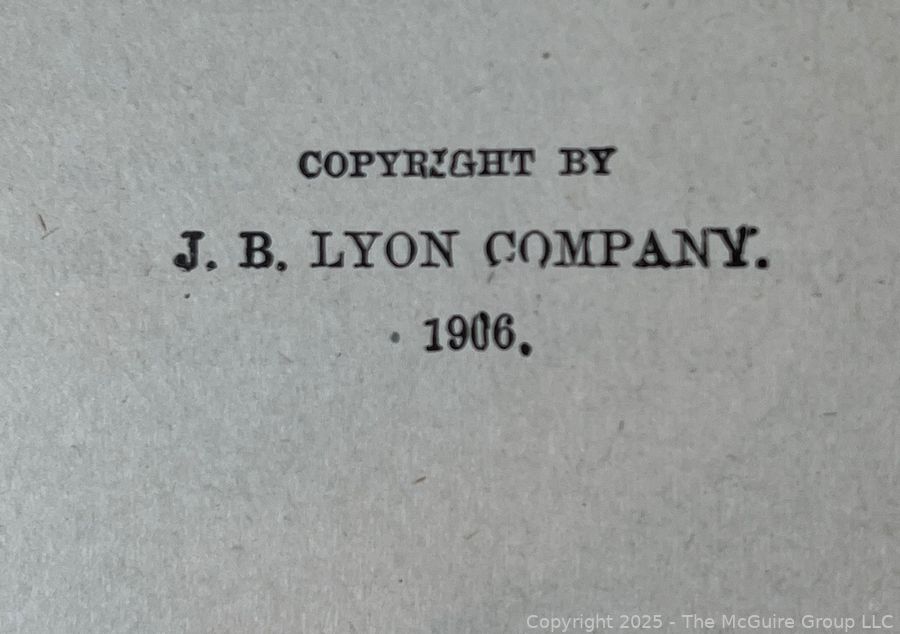 COPYRIGHT BY
J. B. LYON COMPANY.
1906.
Copyright 2025 - The McGuire Group LLC